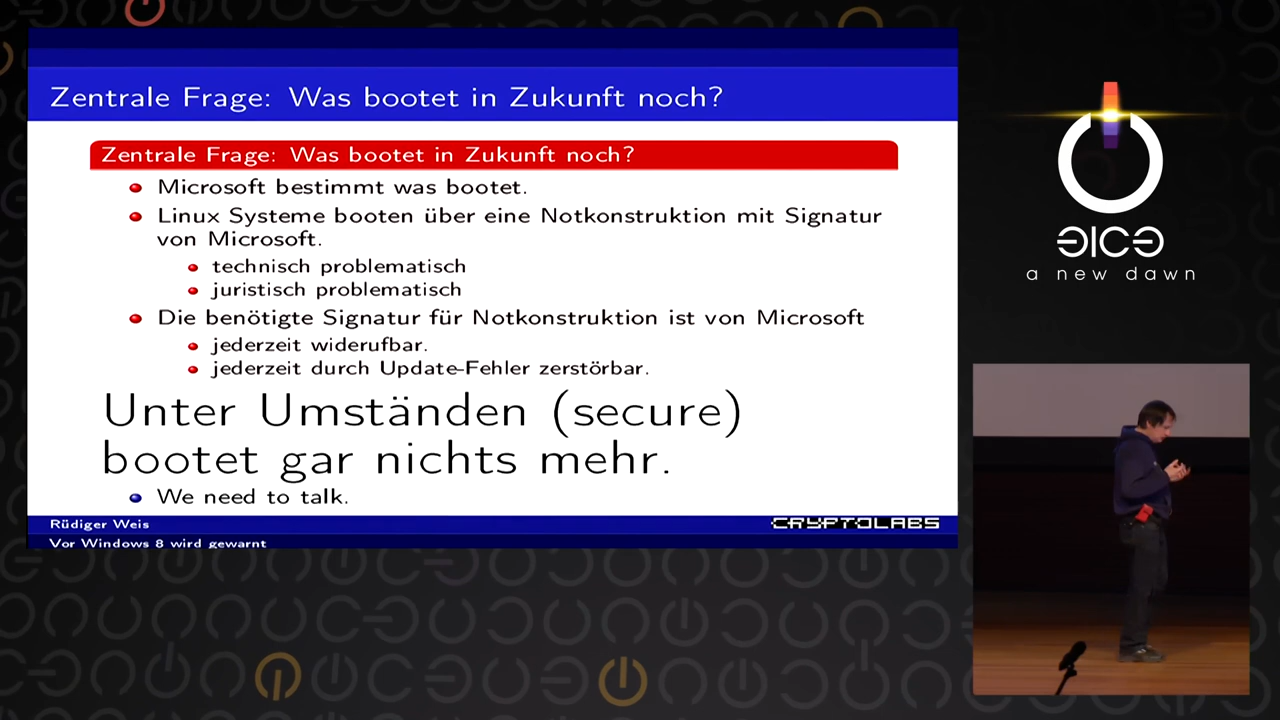 Zentrale Frage: Was bootet in Zukunft noch?
Zentrale Frage: Was bootet in Zukunft noch?
Microsoft bestimmt was bootet.
Linux Systeme booten über eine Notkonstruktion mit Signatur
von Microsoft.
technisch problematisch
juristisch problematisch
Die benötigte Signatur für Notkonstruktion ist von Microsoft
jederzeit widerufbar.
jederzeit durch Update-Fehler zerstörbar.
Unter Umständen (secure)
bootet gar nichts mehr.
We need to talk.
Rüdiger Weis
CRYPTOLABS
Vor Windows 8 wird gewarnt
ƎICƎ
a new dawn